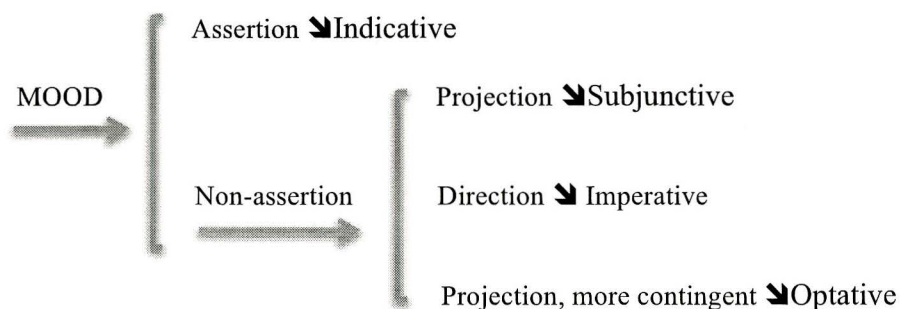 Assertion ➘Indicative
MOOD
Projection ➘Subjunctive
Non-assertion
Direction ➘ Imperative
Projection, more contingent ➘Optative